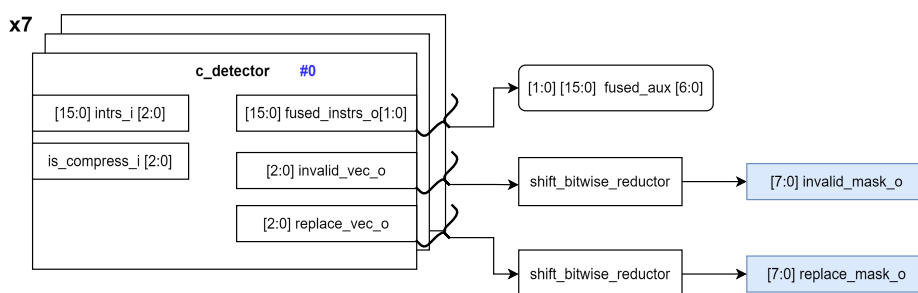 x7
c_detector #0
[15:0] intrs_i [2:0]
[15:0] fused_instrs_o[1:0]
[1:0] [15:0] fused_aux [6:0]
is_compress_i [2:0]
[2:0] invalid_vec_o
shift_bitwise_reductor
[7:0] invalid_mask_o
[2:0] replace_vec_o
shift_bitwise_reductor
[7:0] replace_mask_o